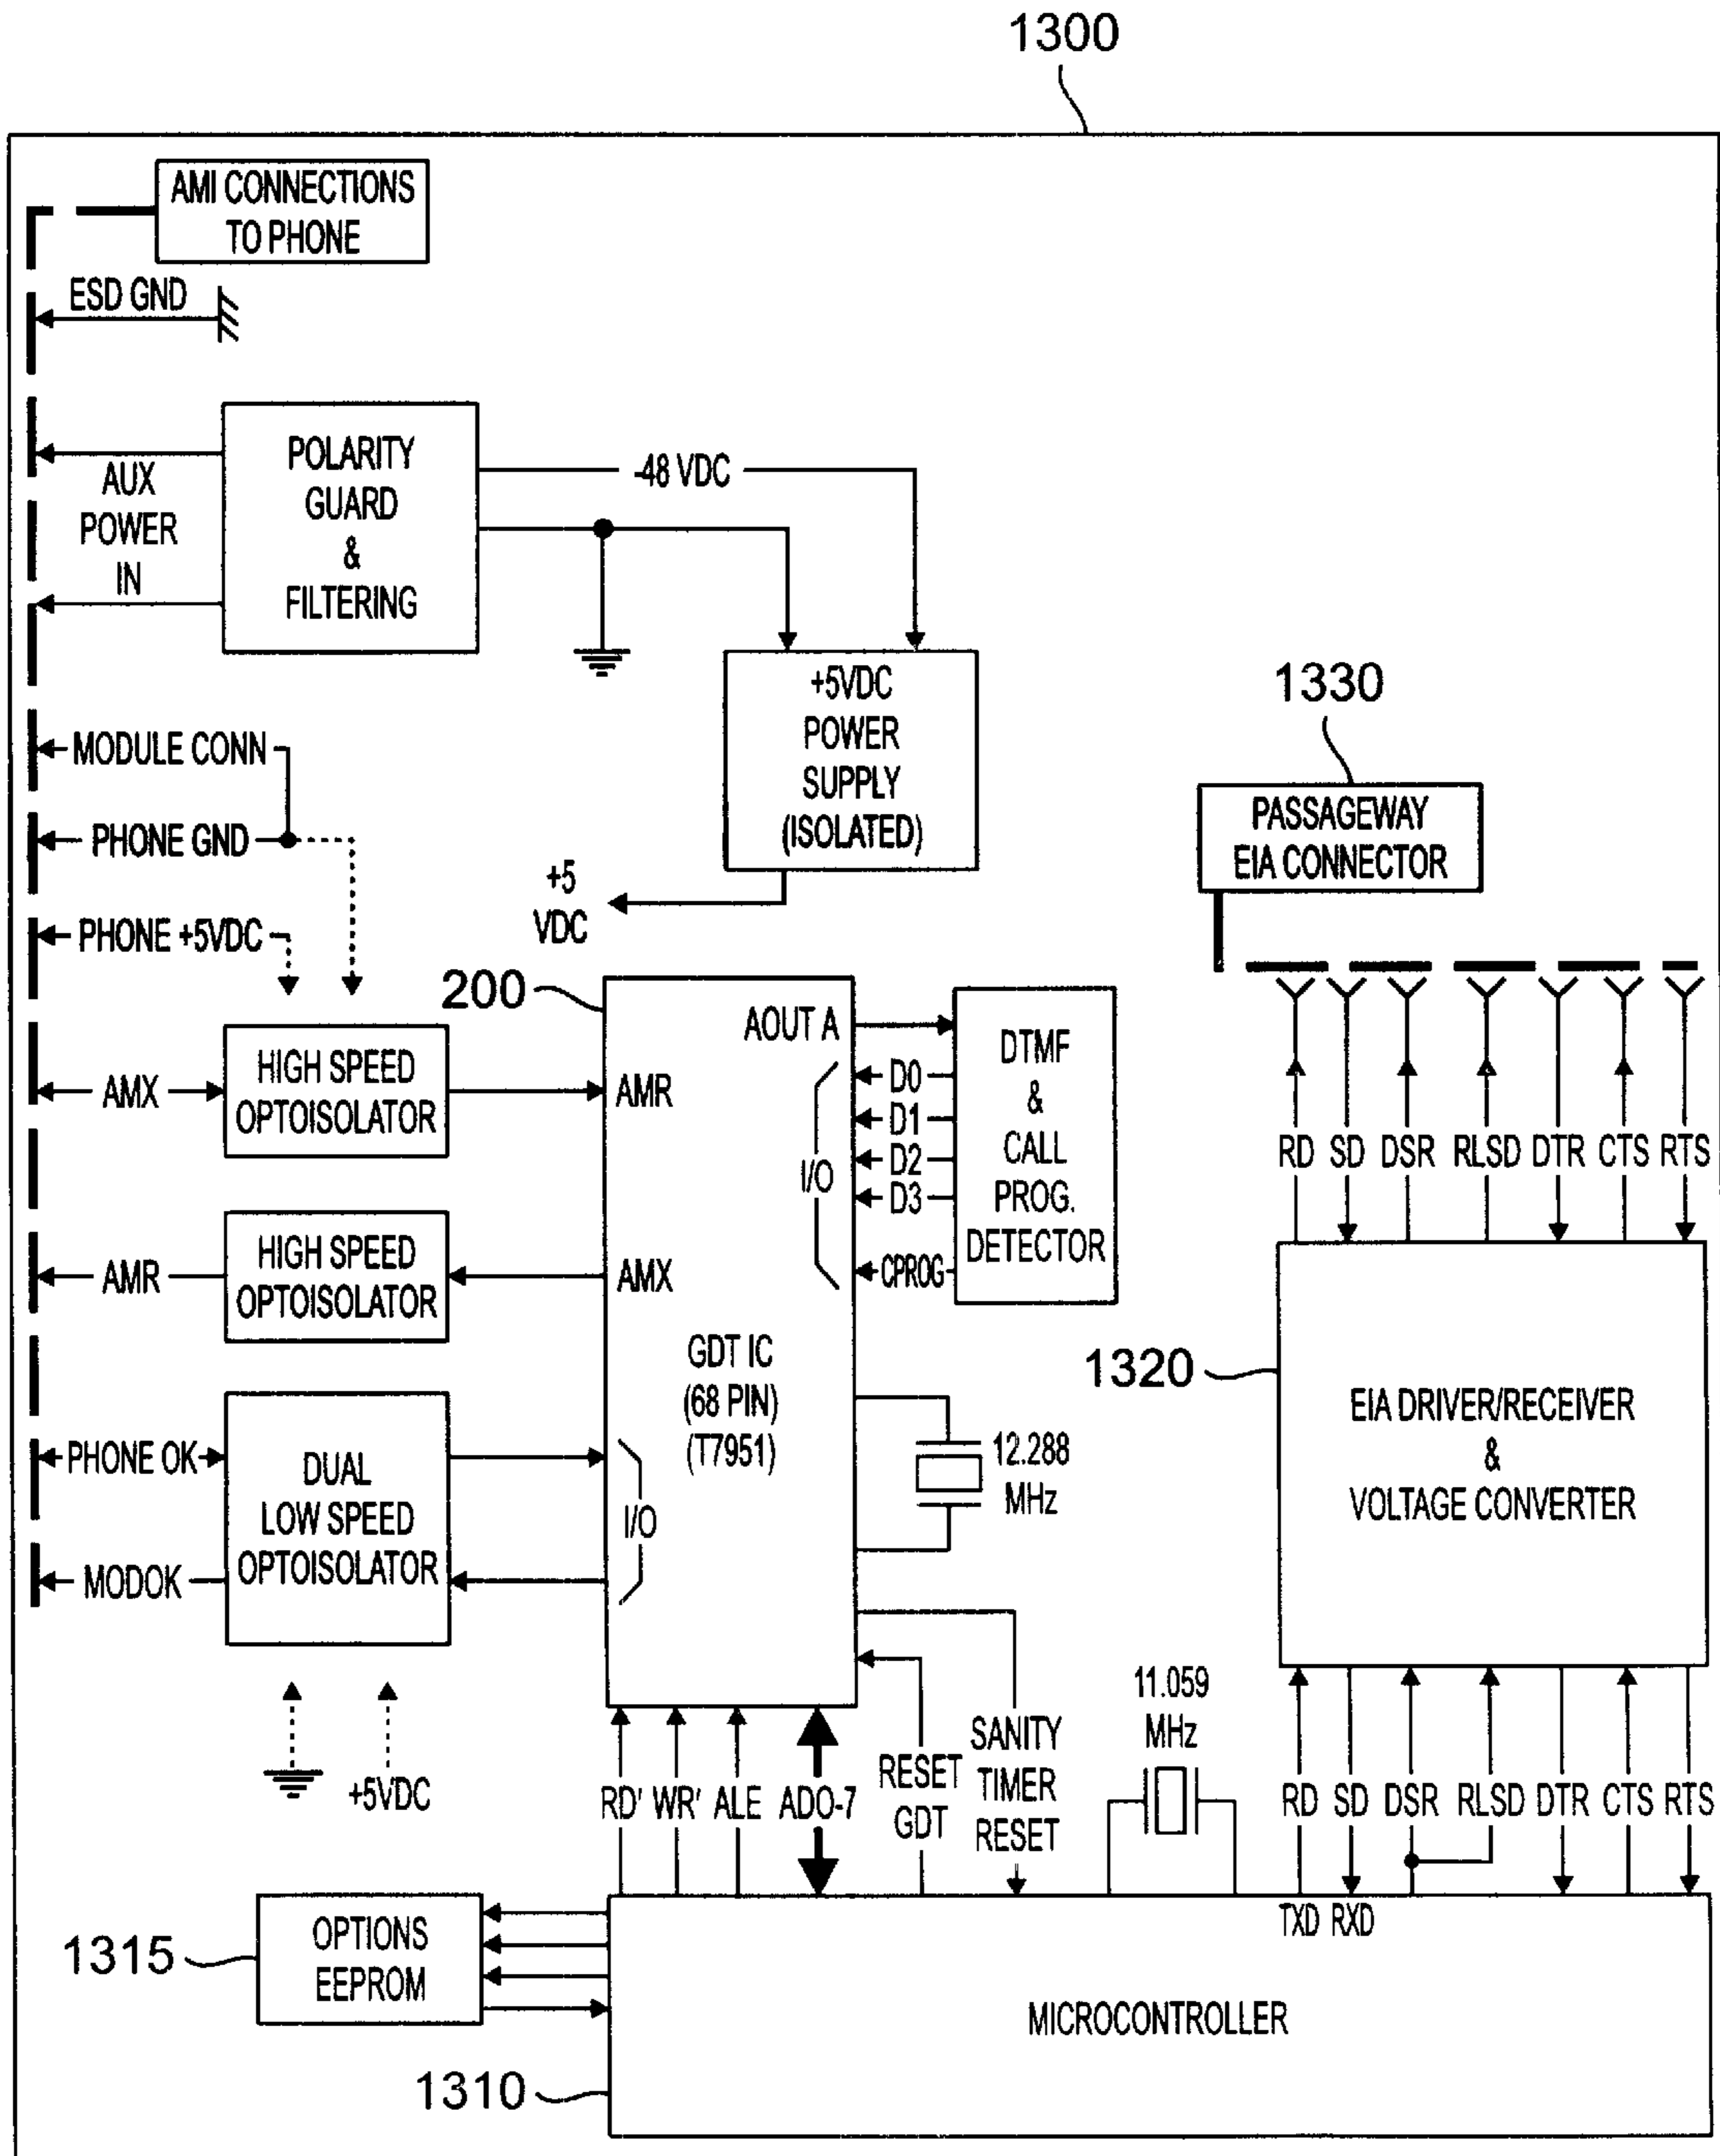 1300
AMI CONNECTIONS
TO PHONE
ESD GND
POLARITY
GUARD
&
FILTERING
AUX
POWER
IN
-48 VDC
+5VDC
POWER
SUPPLY
(ISOLATED)
MODULE CONN
PHONE GND
PHONE +5VDC
+5
VDC
1330
PASSAGEWAY
EIA CONNECTOR
200
AOUT A
AMR
I/O
D0
D1
D2
D3
CPROG
DTMF
&
CALL
PROG.
DETECTOR
AMX
HIGH SPEED
OPTOISOLATOR
AMR
HIGH SPEED
OPTOISOLATOR
AMX
GDT IC
(68 PIN)
(T7951)
PHONE OK
DUAL
LOW SPEED
OPTOISOLATOR
MODOK
I/O
12.288
MHz
RD SD DSR RLSD DTR CTS RTS
1320
EIA DRIVER/RECEIVER
&
VOLTAGE CONVERTER
+5VDC
RD' WR' ALE ADO-7
RESET
GDT
SANITY
TIMER
RESET
11.059
MHz
RD SD DSR RLSD DTR CTS RTS
TXD RXD
1315
OPTIONS
EEPROM
MICROCONTROLLER
1310